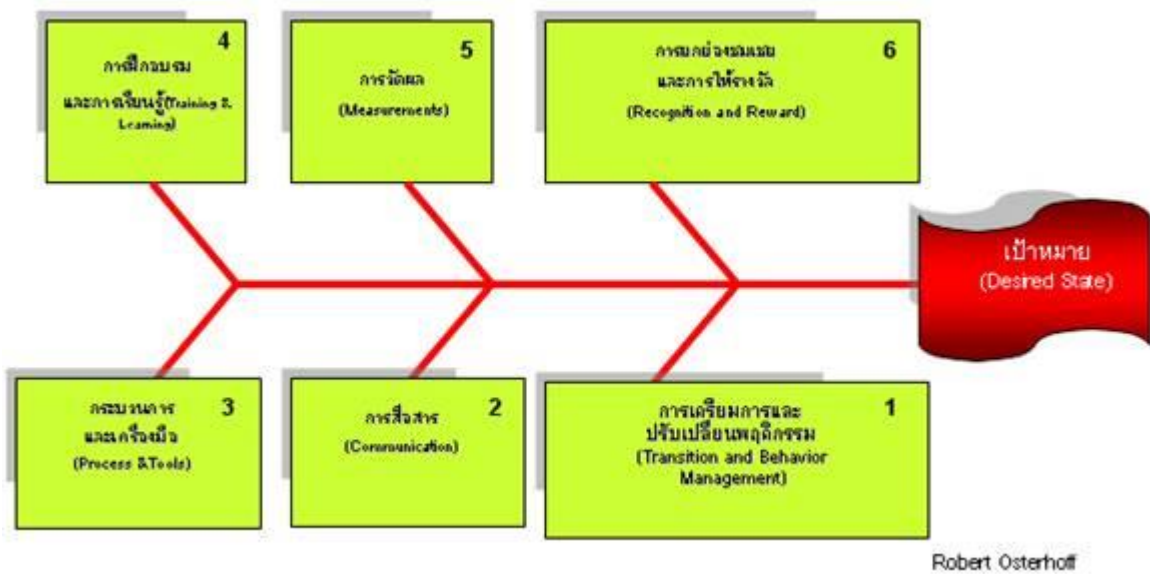 4
การฝึกอบรม
และการเรียนรู้(Training &
Learning)
5
การวัดผล
(Measurements)
6
การยกย่องชมเชย
และการให้รางวัล
(Recognition and Reward)
เป้าหมาย
(Desired State)
กระบวนการ 3
และเครื่องมือ
(Process &Tools)
2
การสื่อสาร
(Communication)
1
การเตรียมการและ
ปรับเปลี่ยนพฤติกรรม
(Transition and Behavior
Management)
Robert Osterhoff